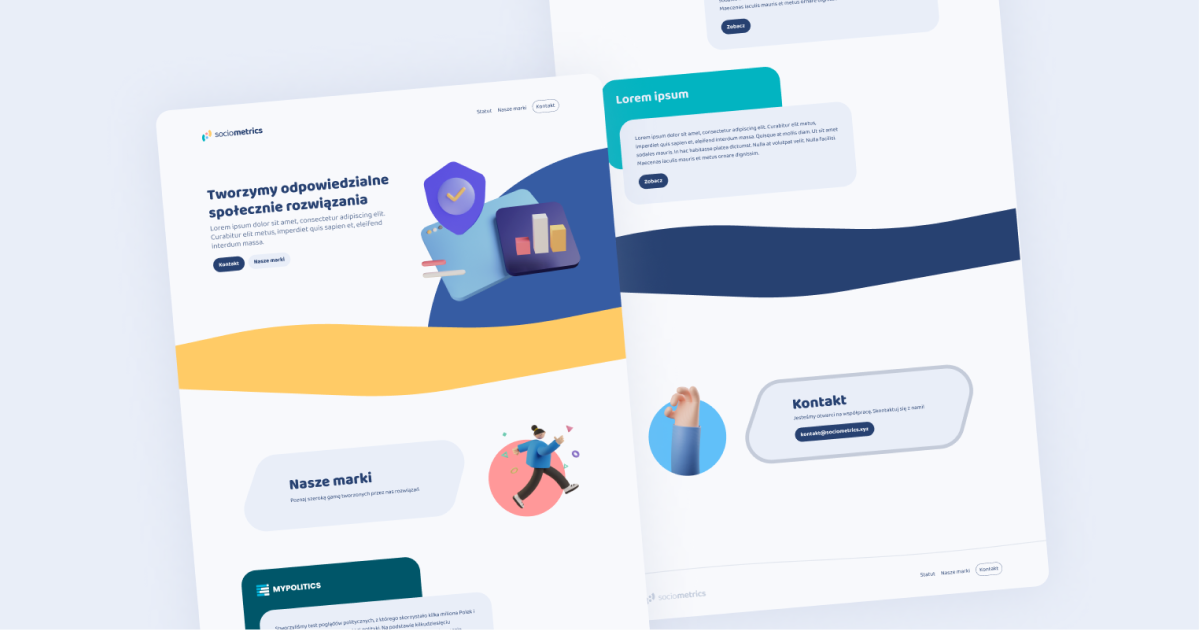 sociometrics
Statut Nasze marki Kontakt
Tworzymy odpowiedzialne
społecznie rozwiązania
Lorem ipsum dolor sit amet, consectetur adipiscing elit.
Curabitur elit metus, imperdiet quis sapien et, eleifend
interdum massa.
Kontakt Nasze marki
Nasze marki
Poznaj szeroką gamę tworzonych przez nas rozwiązań
MYPOLITICS
Stworzyliśmy test poglądów politycznych, z którego skorzystało kilka miliona Polak i
Maecenas iaculis mauris et metus ornare dignissim.
Zobacz
Lorem ipsum
Lorem ipsum dolor sit amet, consectetur adipiscing elit. Curabitur elit metus,
imperdiet quis sapien et, eleifend interdum massa. Quisque at mollis diam. Ut sit amet
sodales mauris. In hac habitasse platea dictumst. Nulla at volutpat velit. Nulla facilisi.
Maecenas iaculis mauris et metus ornare dignissim.
Zobacz
Kontakt
Jesteśmy otwarci na współpracę. Skontaktuj się z nami!
kontakt@sociometrics.xyz
sociometrics
Statut Nasze marki Kontakt